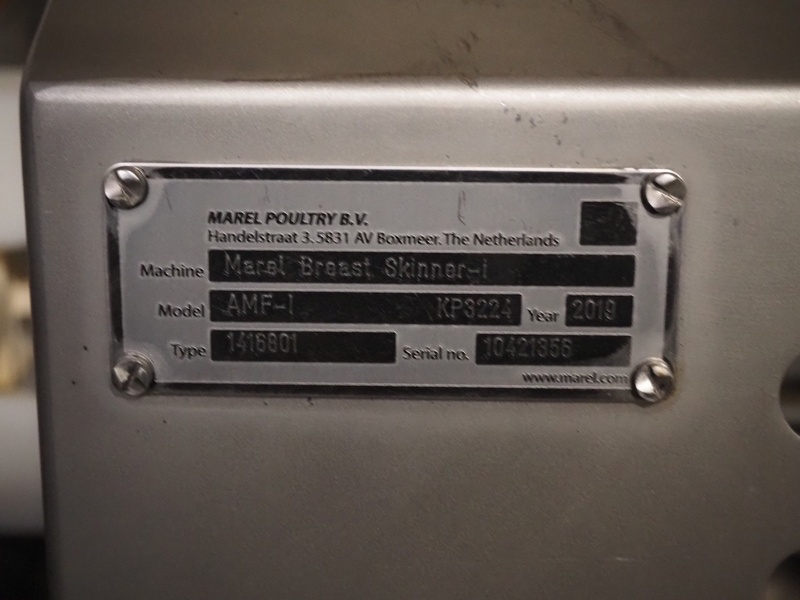 MAREL POULTRY B.V.
Handelstraat 3. 5831 AV Boxmeer. The Netherlands
Machine Marel Breast Skinner-i
Model AMF-I KP3224 Year 2019
Type 1416801 Serial no. 10421356
www.marel.com